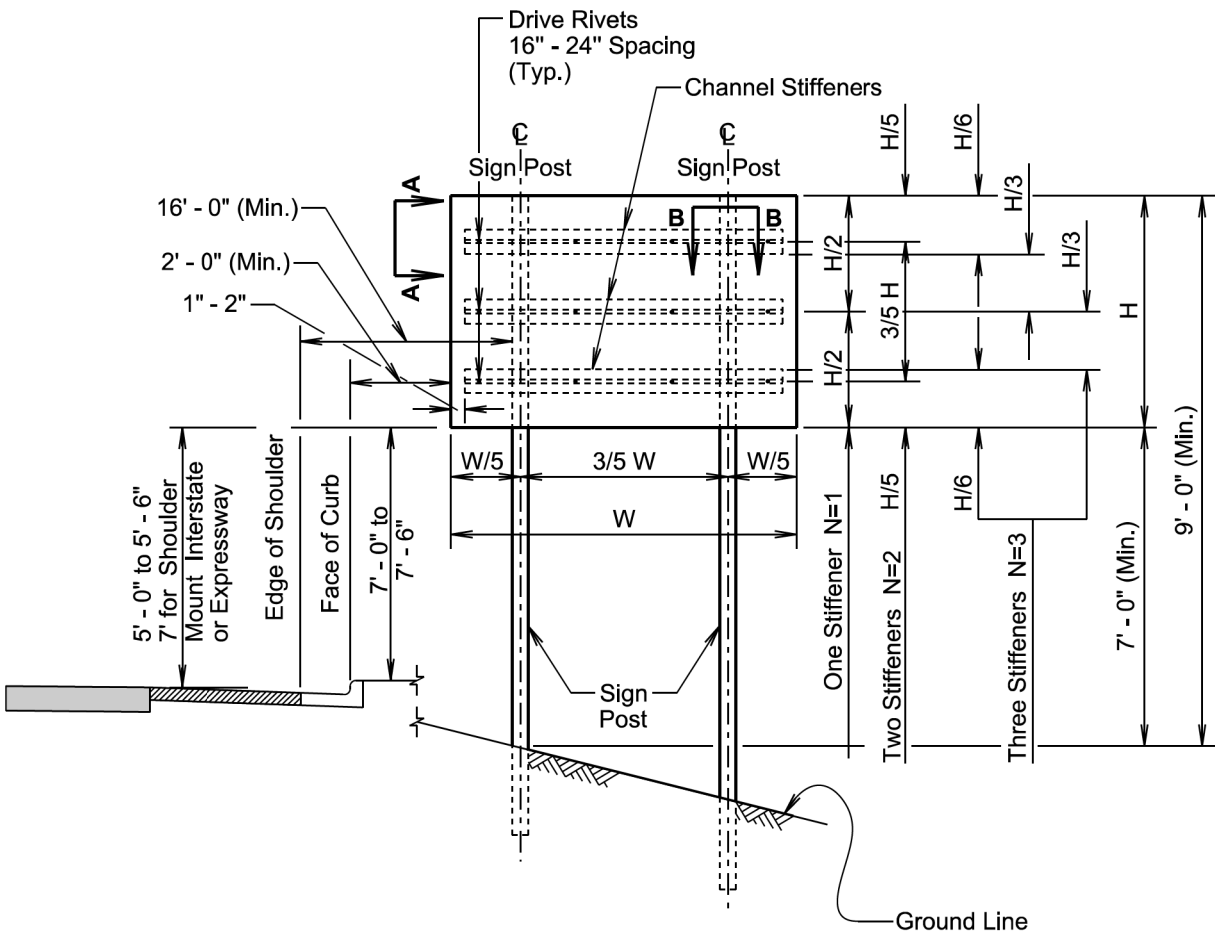 Drive Rivets
16" - 24" Spacing
(Typ.)
Channel Stiffeners
℄
Sign Post
℄
Sign Post
H/5
H/6
H/3
H/3
16' - 0" (Min.)
2' - 0" (Min.)
1" - 2"
A
A
B
B
H/2
H/2
3/5 H
H
9' - 0" (Min.)
W/5
3/5 W
W/5
W
5' - 0" to 5' - 6"
7' for Shoulder
Mount Interstate
or Expressway
Edge of Shoulder
Face of Curb
7' - 0" to
7' - 6"
One Stiffener N=1
Two Stiffeners N=2
H/5
H/6
Three Stiffeners N=3
7' - 0" (Min.)
Sign
Post
Ground Line